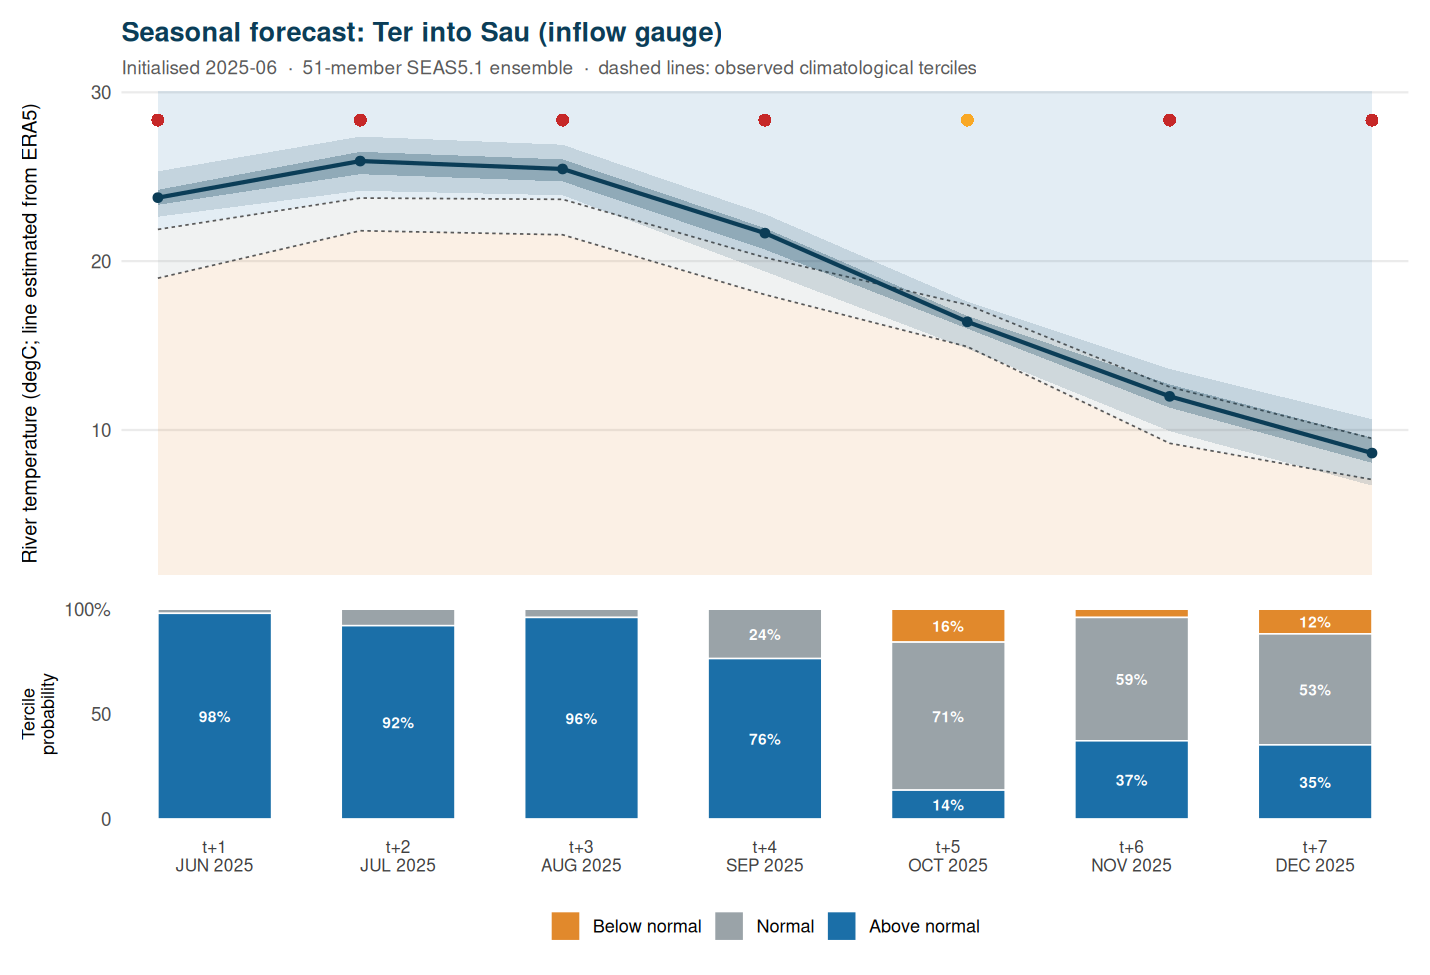 Seasonal forecast: Ter into Sau (inflow gauge)
Initialised 2025-06 · 51-member SEAS5.1 ensemble · dashed lines: observed climatological terciles
River temperature (degC; line estimated from ERA5)
30
20
10
Tercile
probability
100%
50
0
98%
92%
96%
24%
76%
16%
71%
14%
59%
37%
12%
53%
35%
t+1
JUN 2025
t+2
JUL 2025
t+3
AUG 2025
t+4
SEP 2025
t+5
OCT 2025
t+6
NOV 2025
t+7
DEC 2025
Below normal
Normal
Above normal